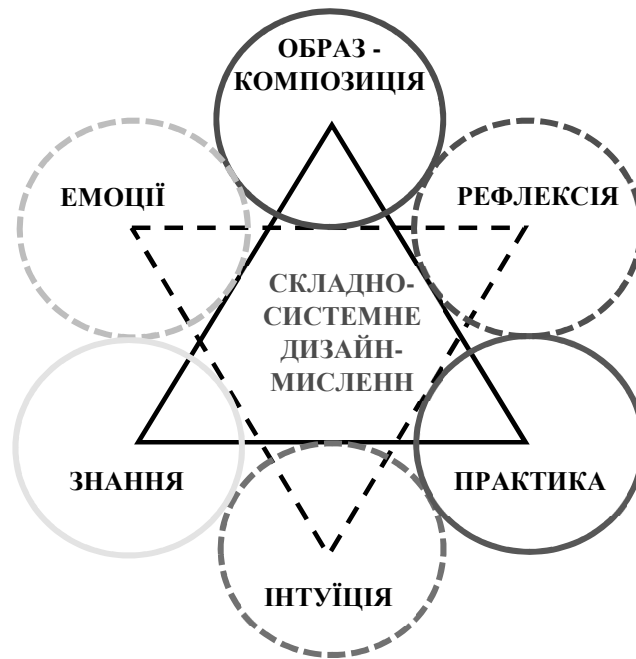 ОБРАЗ -
КОМПОЗИЦІЯ
ЕМОЦІЇ
РЕФЛЕКСІЯ
СКЛАДНО-
СИСТЕМНЕ
ДИЗАЙН-
МИСЛЕНН
ЗНАННЯ
ПРАКТИКА
ІНТУЇЦІЯ